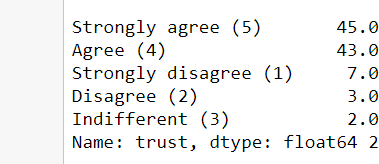 Strongly agree (5) 45.0
Agree (4) 43.0
Strongly disagree (1) 7.0
Disagree (2) 3.0
Indifferent (3) 2.0
Name: trust, dtype: float64 2